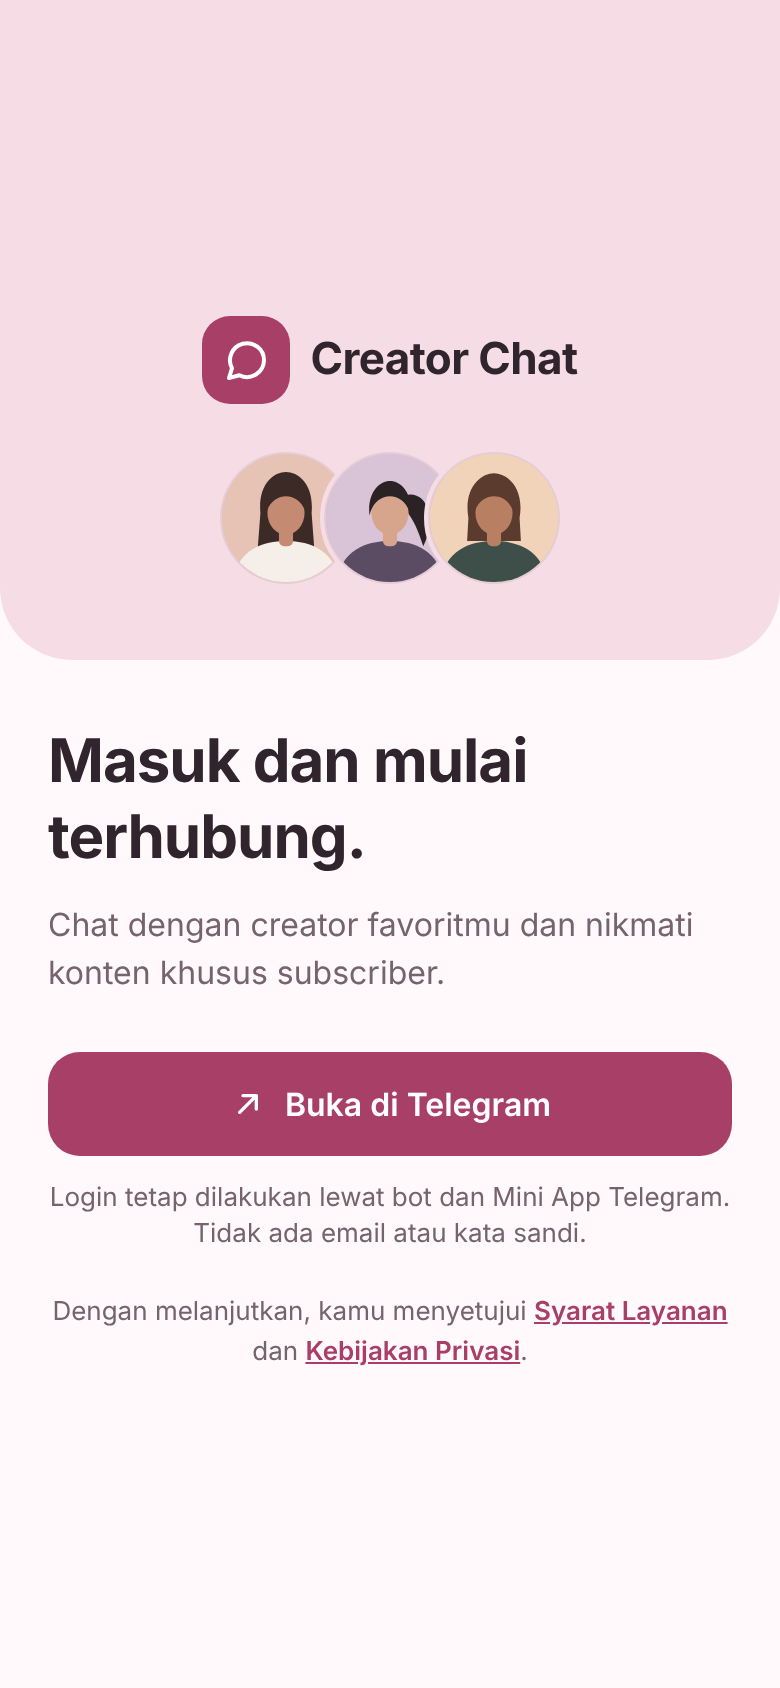 Creator Chat
Masuk dan mulai
terhubung.
Chat dengan creator favoritmu dan nikmati
konten khusus subscriber.
Buka di Telegram
Login tetap dilakukan lewat bot dan Mini App Telegram.
Tidak ada email atau kata sandi.
Dengan melanjutkan, kamu menyetujui Syarat Layanan
dan Kebijakan Privasi.